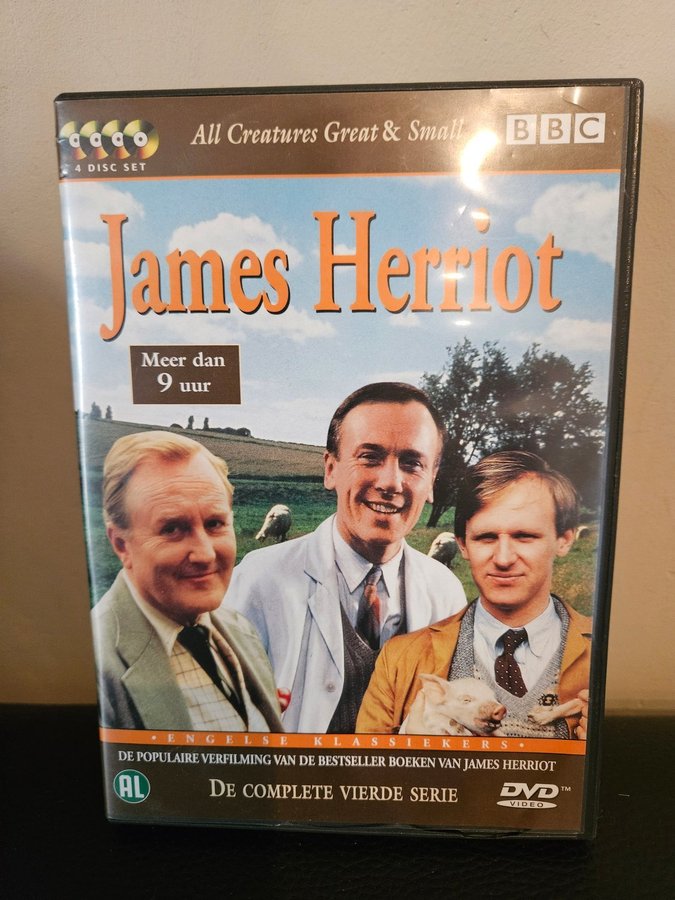 4 DISC SET
All Creatures Great & Small
BBC
James Herriot
Meer dan
9 uur
• ENGELSE KLASSIEKERS •
DE POPULAIRE VERFILMING VAN DE BESTSELLER BOEKEN VAN JAMES HERRIOT
AL
DE COMPLETE VIERDE SERIE
DVD™
VIDEO